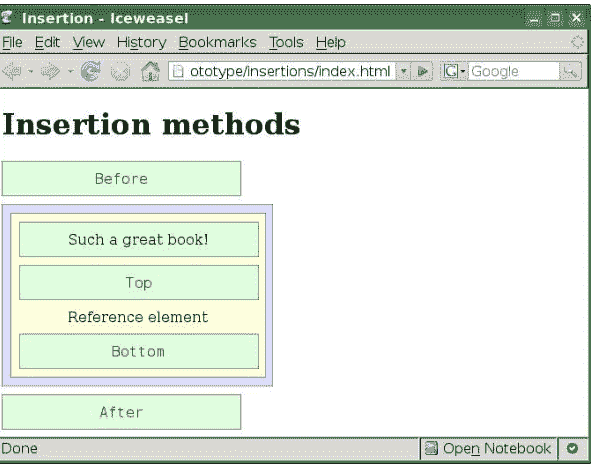 Insertion - Iceweasel
File Edit View History Bookmarks Tools Help
ototype/insertions/index.html G Google
Insertion methods
Before
Such a great book!
Top
Reference element
Bottom
After
Done Open Notebook